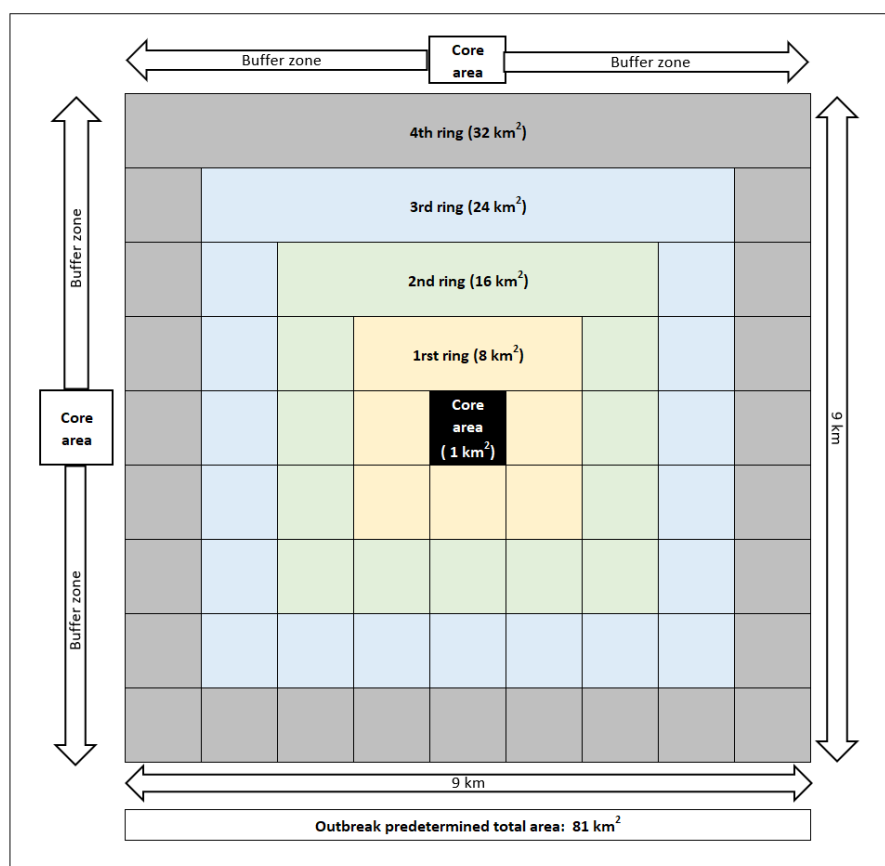 Core
area
Buffer zone
Buffer zone
4th ring (32 km²)
3rd ring (24 km²)
2nd ring (16 km²)
1rst ring (8 km²)
Core
area
( 1 km²)
Buffer zone
Core
area
Buffer zone
9 km
9 km
Outbreak predetermined total area:  81 km²